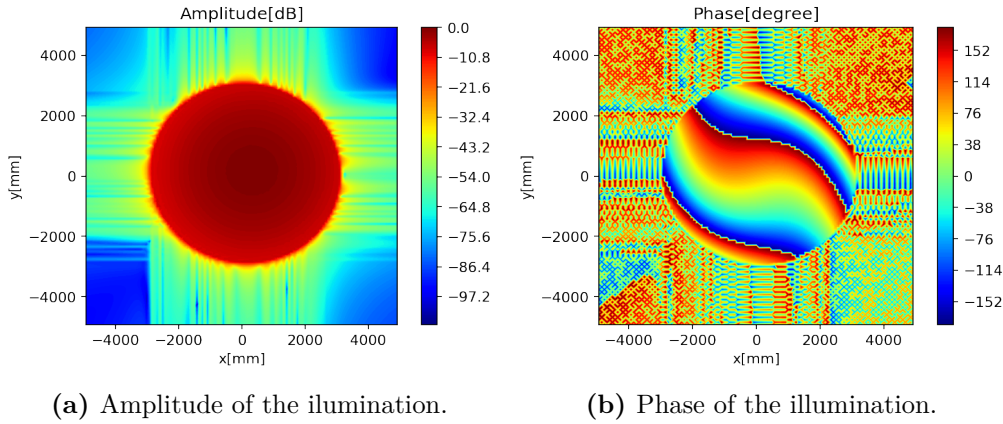 Amplitude[dB]
Phase[degree]
y[mm]
4000
2000
0
−2000
−4000
−4000 −2000 0 2000 4000
x[mm]
0.0
−10.8
−21.6
−32.4
−43.2
−54.0
−64.8
−75.6
−86.4
−97.2
y[mm]
4000
2000
0
−2000
−4000
−4000 −2000 0 2000 4000
x[mm]
152
114
76
38
0
−38
−76
−114
−152
(a) Amplitude of the ilumination.
(b) Phase of the illumination.